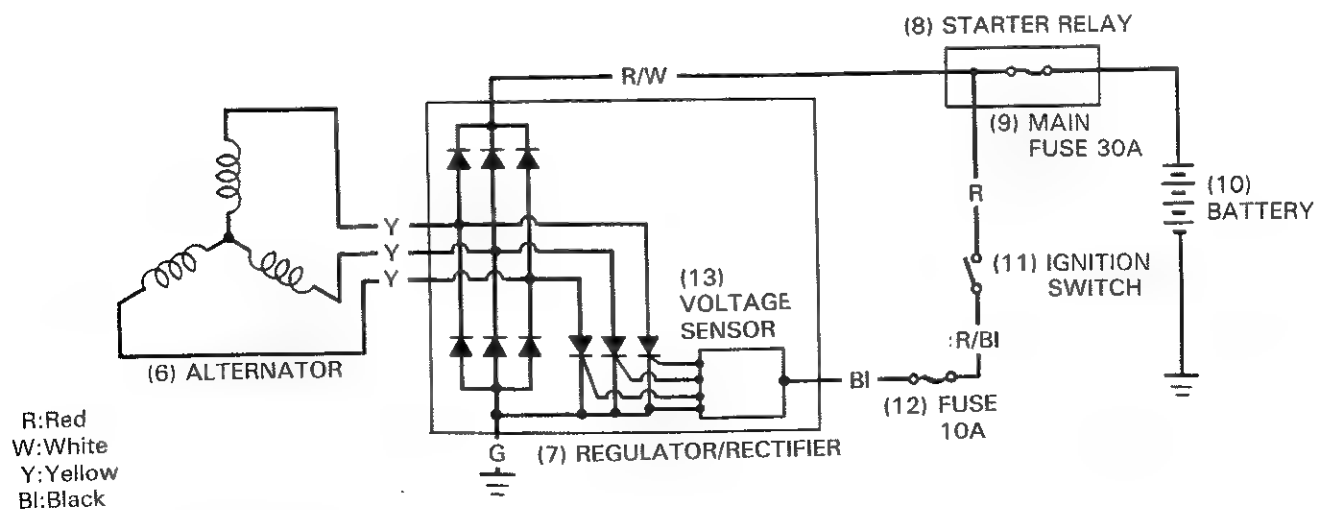 (8) STARTER RELAY
R/W
(9) MAIN
FUSE 30A
R
(10)
BATTERY
Y
Y
Y
(13)
VOLTAGE
SENSOR
(11) IGNITION
SWITCH
:R/Bl
(6) ALTERNATOR
Bl
(12) FUSE
10A
G
(7) REGULATOR/RECTIFIER
R:Red
W:White
Y:Yellow
Bl:Black